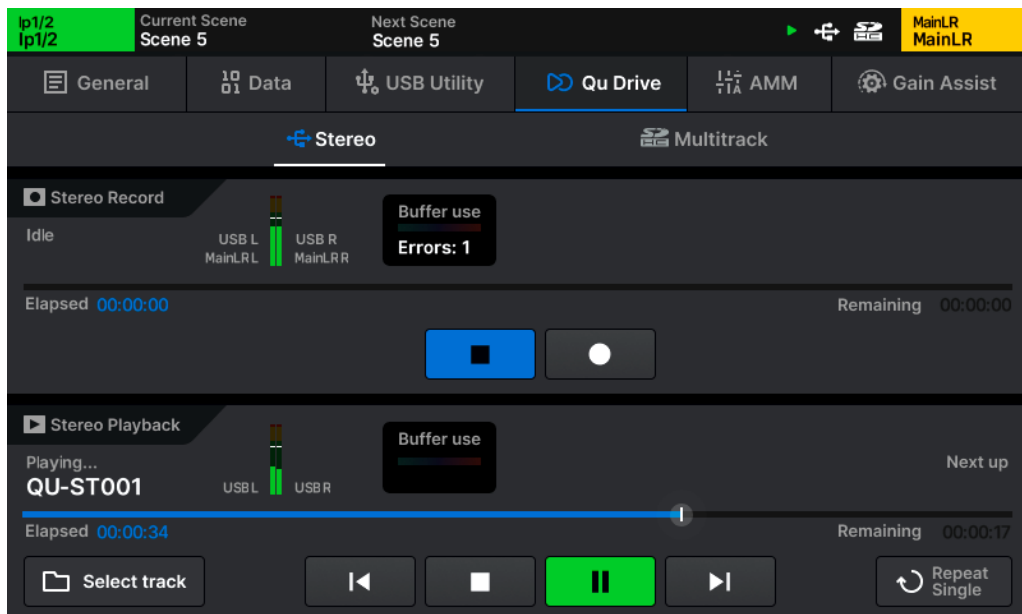 Ip1/2
Ip1/2
Current Scene
Scene 5
Next Scene
Scene 5
MainLR
MainLR
General
Data
USB Utility
Qu Drive
AMM
Gain Assist
Stereo
Multitrack
Stereo Record
Idle
USB L
MainLR L
USB R
MainLR R
Buffer use
Errors: 1
Elapsed 00:00:00
Remaining 00:00:00
Stereo Playback
Playing...
QU-ST001
USB L
USB R
Buffer use
Next up
Elapsed 00:00:34
Remaining 00:00:17
Select track
Repeat
Single